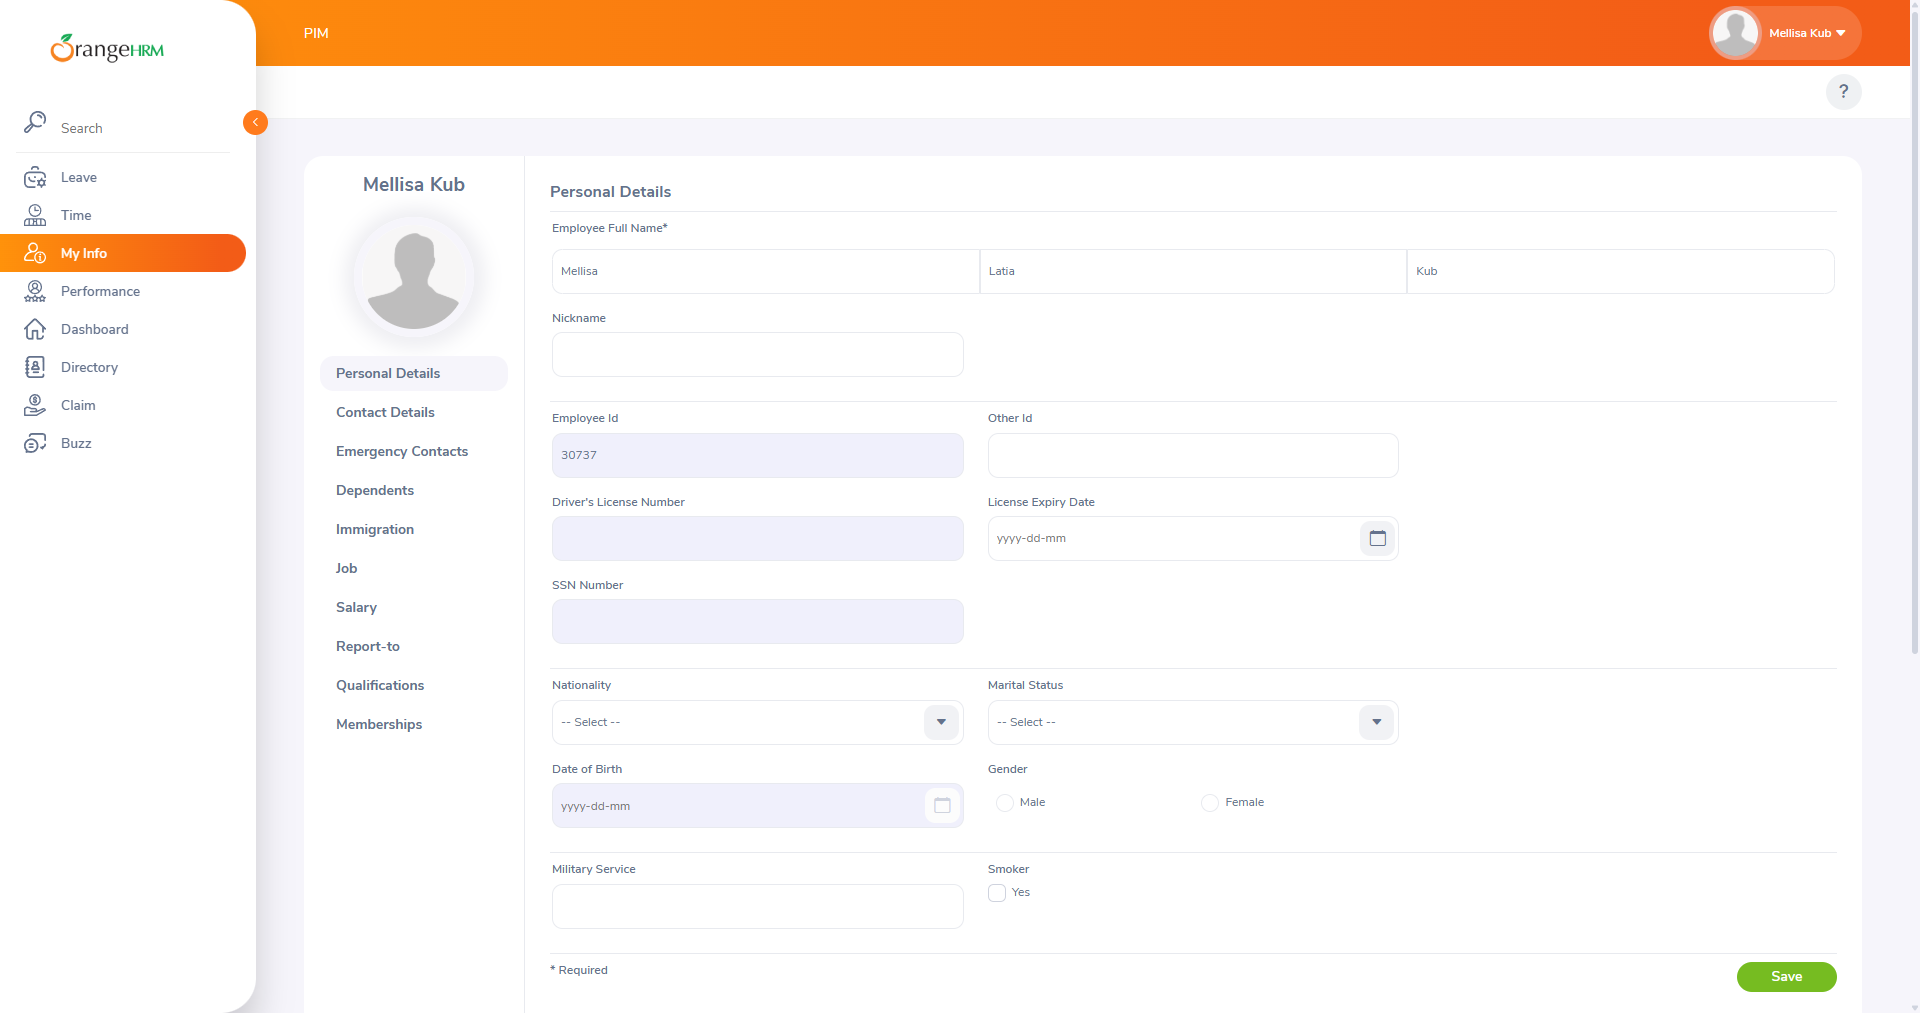 OrangeHRM
PIM
Mellisa Kub
?
Search
Leave
Time
My Info
Performance
Dashboard
Directory
Claim
Buzz
Mellisa Kub
Personal Details
Contact Details
Emergency Contacts
Dependents
Immigration
Job
Salary
Report-to
Qualifications
Memberships
Personal Details
Employee Full Name*
Mellisa Latia Kub
Nickname
Employee Id Other Id
30737
Driver's License Number License Expiry Date
yyyy-dd-mm
SSN Number
Nationality Marital Status
-- Select -- -- Select --
Date of Birth Gender
yyyy-dd-mm Male Female
Military Service Smoker
Yes
* Required
Save